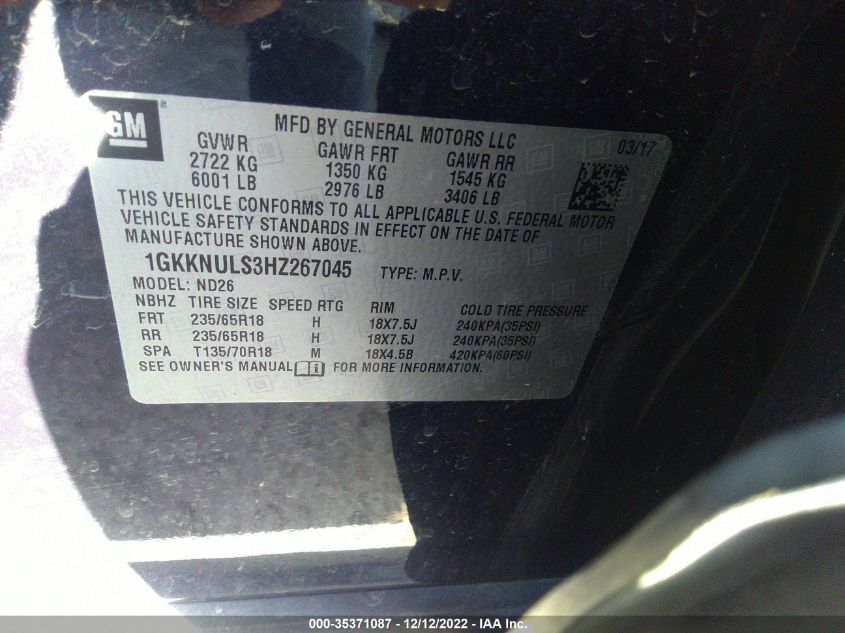 GM ®
MFD BY GENERAL MOTORS LLC 03/17
GVWR GAWR FRT GAWR RR
2722 KG 1350 KG 1545 KG
6001 LB 2976 LB 3406 LB
THIS VEHICLE CONFORMS TO ALL APPLICABLE U.S. FEDERAL MOTOR
VEHICLE SAFETY STANDARDS IN EFFECT ON THE DATE OF
MANUFACTURE SHOWN ABOVE.
1GKKNULS3HZ267045 TYPE: M.P.V.
MODEL: ND26
NBHZ TIRE SIZE SPEED RTG RIM COLD TIRE PRESSURE
FRT 235/65R18 H 18X7.5J 240KPA(35PSI)
RR 235/65R18 H 18X7.5J 240KPA(35PSI)
SPA T135/70R18 M 18X4.5B 420KPA(60PSI)
SEE OWNER'S MANUAL FOR MORE INFORMATION.
000-35371087 - 12/12/2022 - IAA Inc.